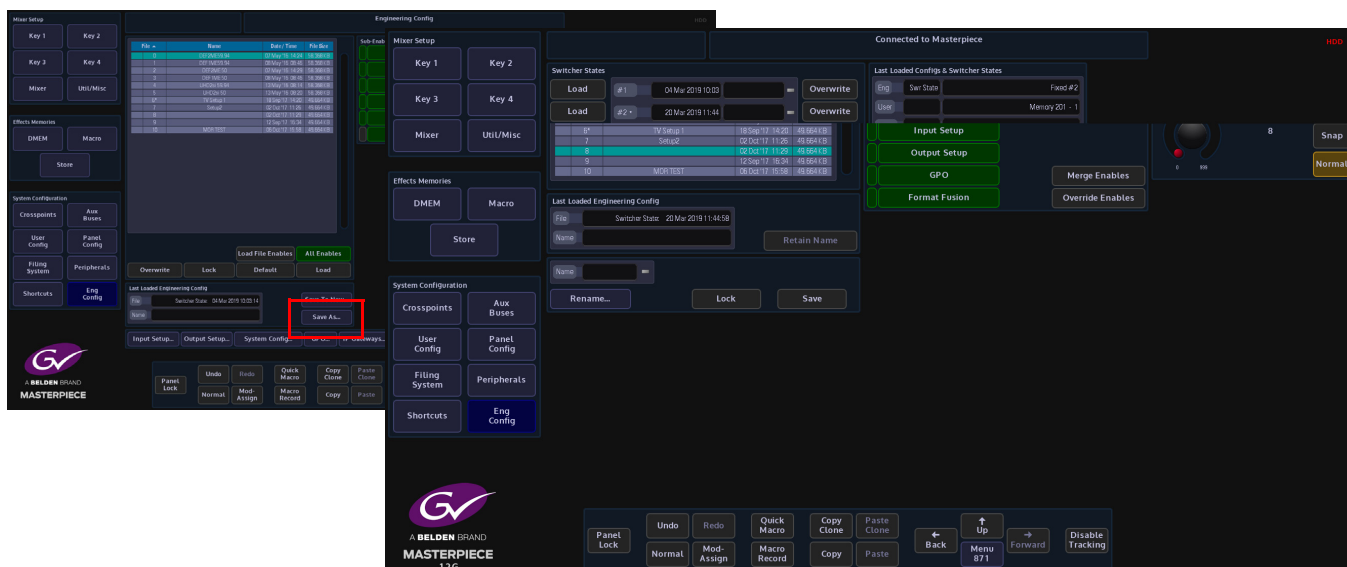 Mixer Setup
Key 1
Key 2
Key 3
Key 4
Mixer
Util/Misc
Effects Memories
DMEM
Macro
Store
System Configuration
Crosspoints
Aux
Buses
User
Config
Panel
Config
Filing
System
Peripherals
Shortcuts
Eng
Config
A BELDEN BRAND
MASTERPIECE
Engineering Config
HDD
File
Name
Date / Time
File Size
Load File Enables
All Enables
Overwrite
Lock
Default
Load
Last Loaded Engineering Config
File
Switcher State: 04 Mar 2019 10:03:14
Name
Save As...
Input Setup...
Output Setup...
System Config...
Panel
Lock
Undo
Redo
Quick
Macro
Copy
Clone
Paste
Clone
Normal
Mod-
Assign
Macro
Record
Copy
Paste
Mixer Setup
Key 1
Key 2
Key 3
Key 4
Mixer
Util/Misc
Effects Memories
DMEM
Macro
Store
System Configuration
Crosspoints
Aux
Buses
User
Config
Panel
Config
Filing
System
Peripherals
Shortcuts
Eng
Config
A BELDEN BRAND
MASTERPIECE
12G
Connected to Masterpiece
HDD
Switcher States
Load
#1
04 Mar 2019 10:03
Overwrite
Load
#2 *
20 Mar 2019 11:44
Overwrite
6* TV Setup 1 18 Sep '17 14:20 49.664 KB
7 Setup2 02 Oct '17 11:26 49.664 KB
8 02 Oct '17 11:29 49.664 KB
9 12 Sep '17 16:34 49.664 KB
10 MDR TEST 06 Oct '17 15:58 49.664 KB
Last Loaded Configs & Switcher States
Eng
Swr State
Fixed #2
User
Memory 201 - 1
Input Setup
Output Setup
GPO
Format Fusion
Merge Enables
Override Enables
8
0
999
Snap
Normal
Last Loaded Engineering Config
File
Switcher State: 20 Mar 2019 11:44:58
Name
Retain Name
Name
Rename...
Lock
Save
Panel
Lock
Undo
Redo
Quick
Macro
Copy
Clone
Paste
Clone
Normal
Mod-
Assign
Macro
Record
Copy
Paste
Back
Up
Menu
871
Forward
Disable
Tracking